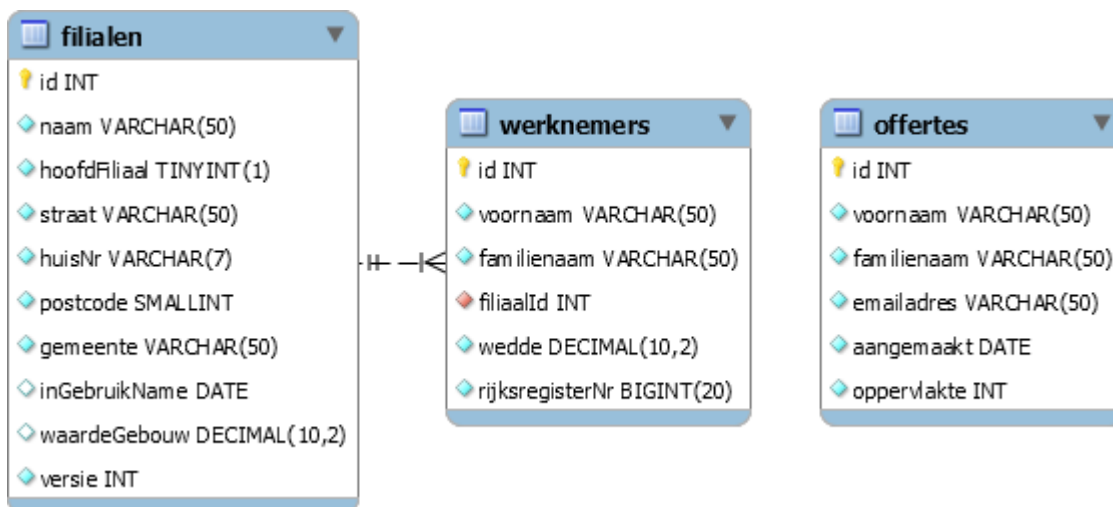 filialen
id INT
naam VARCHAR(50)
hoofdFiliaal TINYINT(1)
straat VARCHAR(50)
huisNr VARCHAR(7)
postcode SMALLINT
gemeente VARCHAR(50)
inGebruikName DATE
waardeGebouw DECIMAL(10,2)
versie INT
werknemers
id INT
voornaam VARCHAR(50)
familienaam VARCHAR(50)
filiaalId INT
wedde DECIMAL(10,2)
rijksregisterNr BIGINT(20)
offertes
id INT
voornaam VARCHAR(50)
familienaam VARCHAR(50)
emailadres VARCHAR(50)
aangemaakt DATE
oppervlakte INT